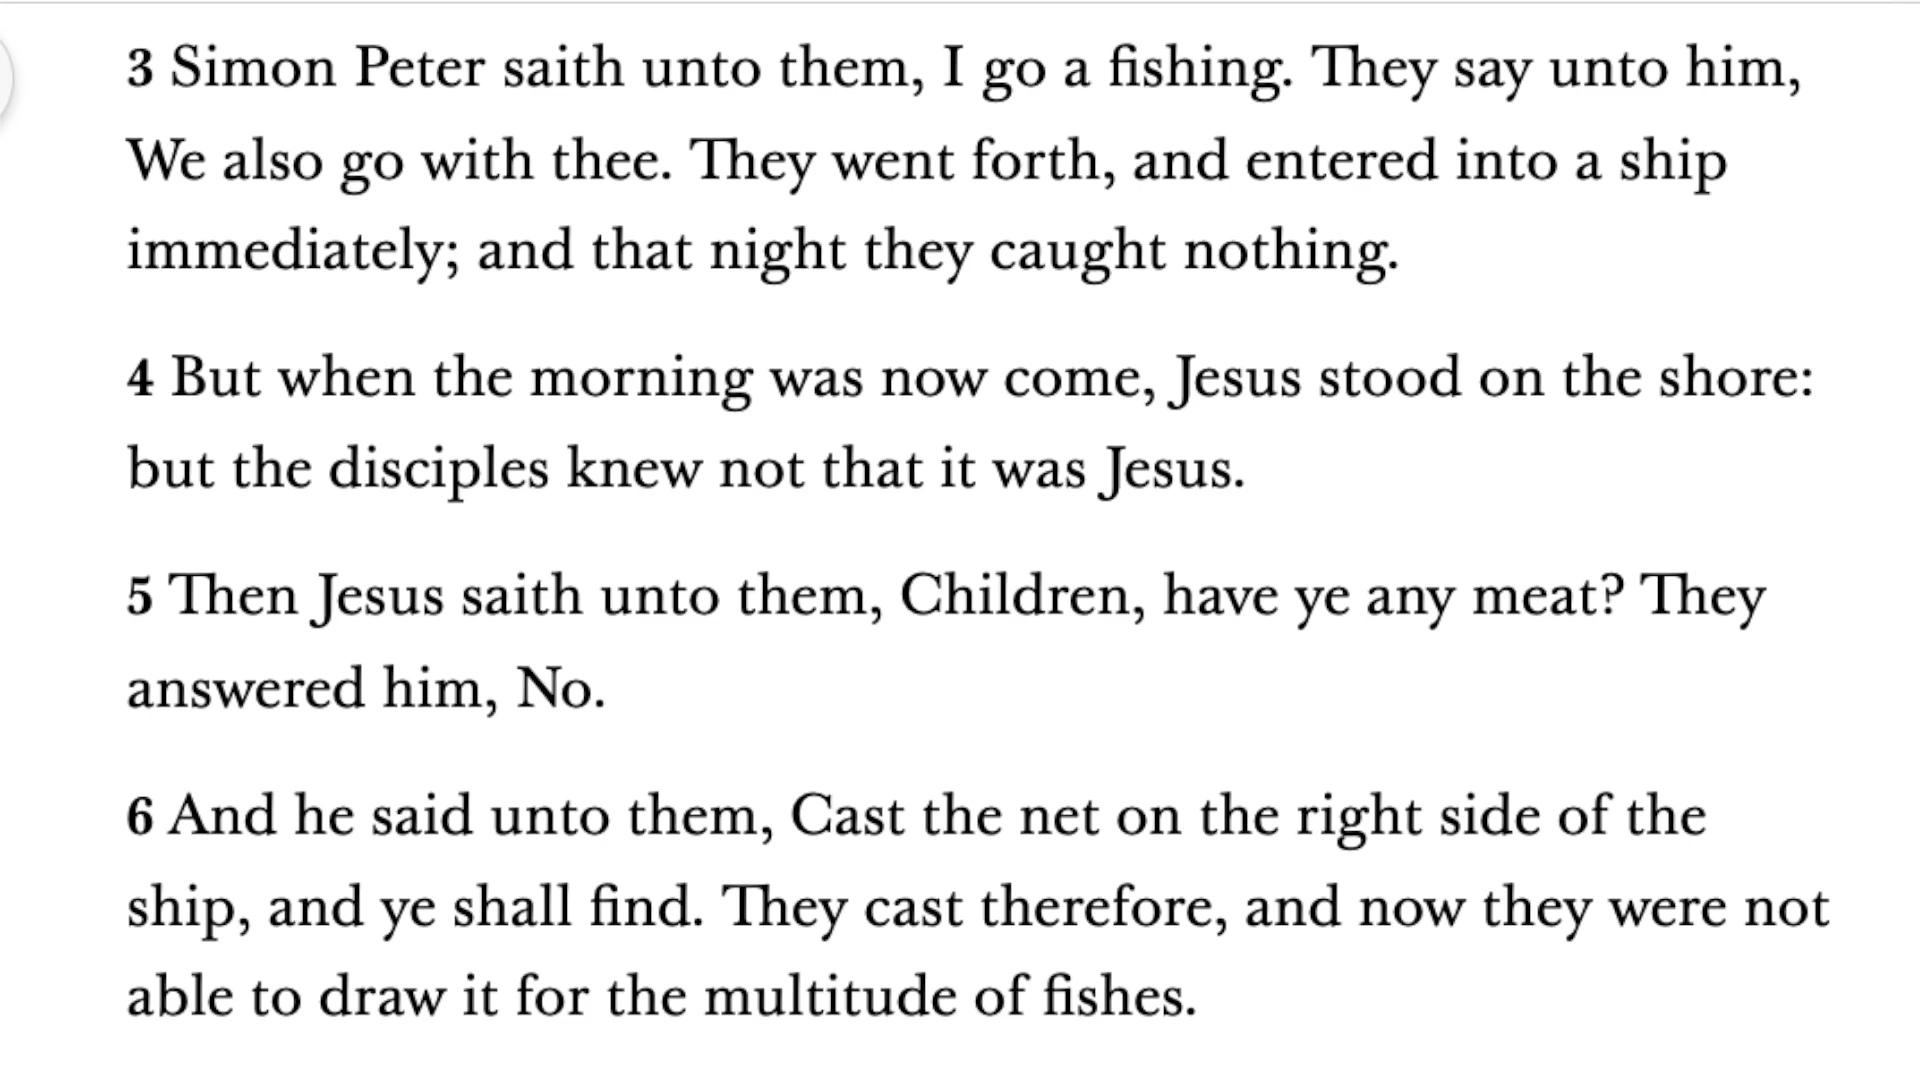 3 Simon Peter saith unto them, I go a fishing. They say unto him,
We also go with thee. They went forth, and entered into a ship
immediately; and that night they caught nothing.
4 But when the morning was now come, Jesus stood on the shore:
but the disciples knew not that it was Jesus.
5 Then Jesus saith unto them, Children, have ye any meat? They
answered him, No.
6 And he said unto them, Cast the net on the right side of the
ship, and ye shall find. They cast therefore, and now they were not
able to draw it for the multitude of fishes.